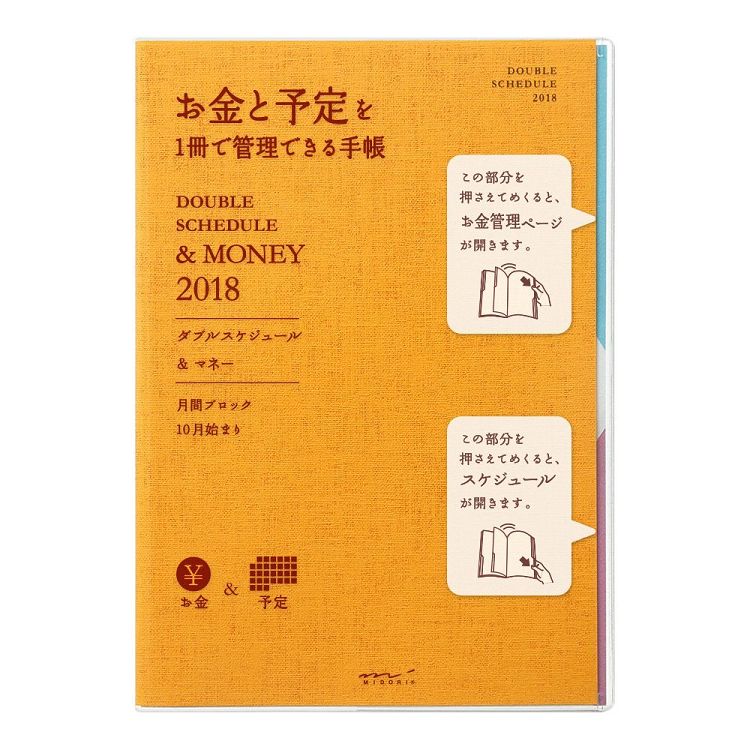 DOUBLE
SCHEDULE
2018
お金と予定を
1冊で管理できる手帳
DOUBLE
SCHEDULE
& MONEY
2018
ダブルスケジュール
& マネー
月間ブロック
10月始まり
この部分を
押さえてめくると、
お金管理ページ
が開きます。
この部分を
押さえてめくると、
スケジュール
が開きます。
¥
お金
&
予定
MIDORI®